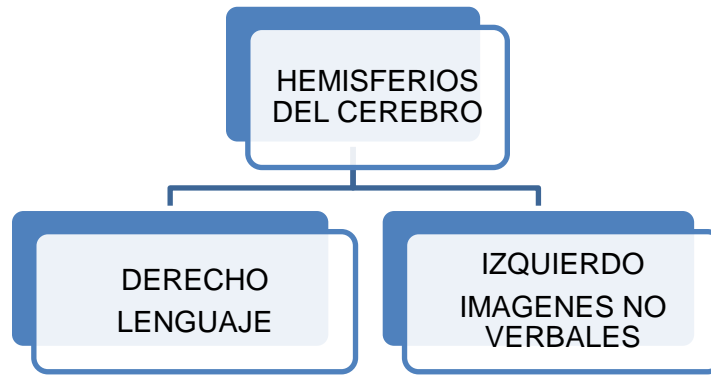 HEMISFERIOS
DEL CEREBRO
DERECHO
LENGUAJE
IZQUIERDO
IMAGENES NO
VERBALES